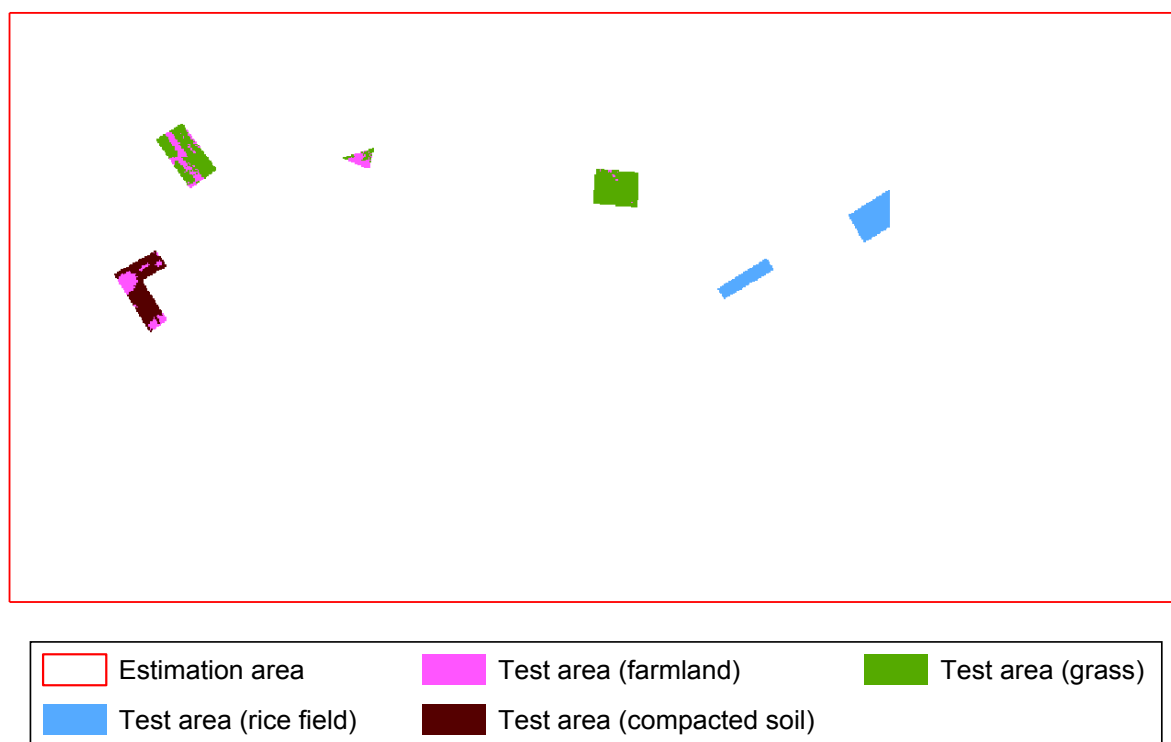 Estimation area
Test area (farmland)
Test area (grass)
Test area (rice field)
Test area (compacted soil)